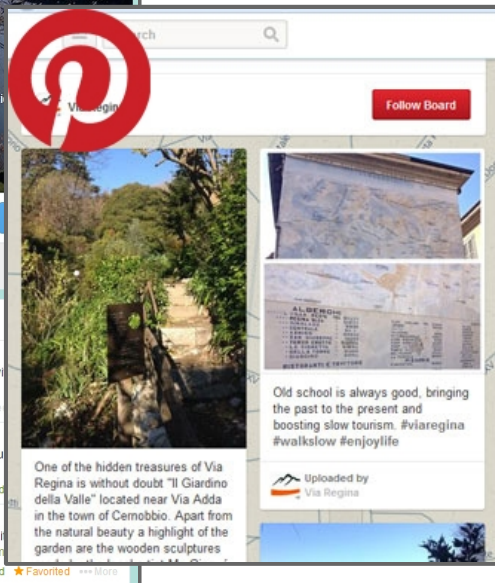 Via Regina
Follow Board
ALBERGHI
One of the hidden treasures of Via
Regina is without doubt "Il Giardino
della Valle" located near Via Adda
in the town of Cernobbio. Apart from
the natural beauty a highlight of the
garden are the wooden sculptures
Old school is always good, bringing
the past to the present and
boosting slow tourism. #viaregina
#walkslow #enjoylife
Uploaded by
Via Regina
Favorited
More